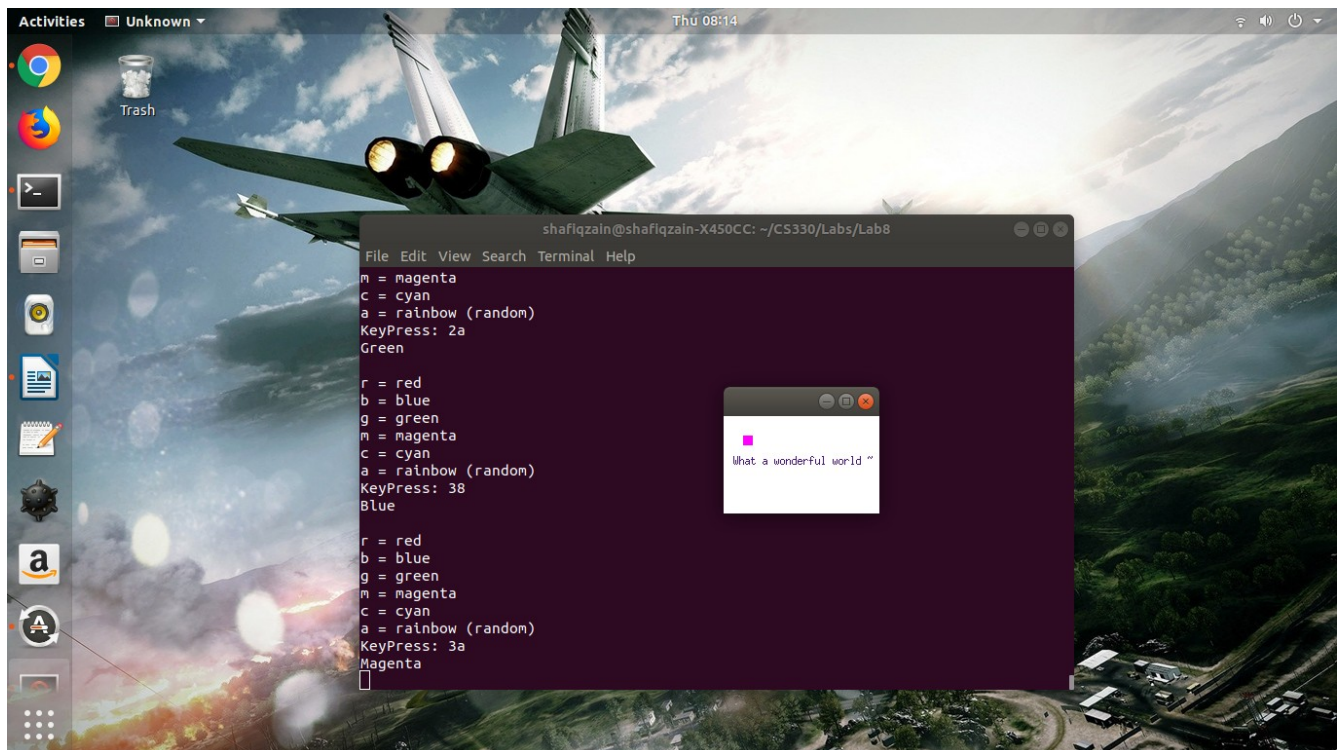 Activities Unknown Thu 08:14
Trash
shafiqzain@shafiqzain-X450CC: ~/CS330/Labs/Lab8
File Edit View Search Terminal Help
m = magenta
c = cyan
a = rainbow (random)
KeyPress: 2a
Green
r = red
b = blue
g = green
m = magenta
c = cyan
a = rainbow (random)
KeyPress: 38
Blue
r = red
b = blue
g = green
m = magenta
c = cyan
a = rainbow (random)
KeyPress: 3a
Magenta
What a wonderful world ~